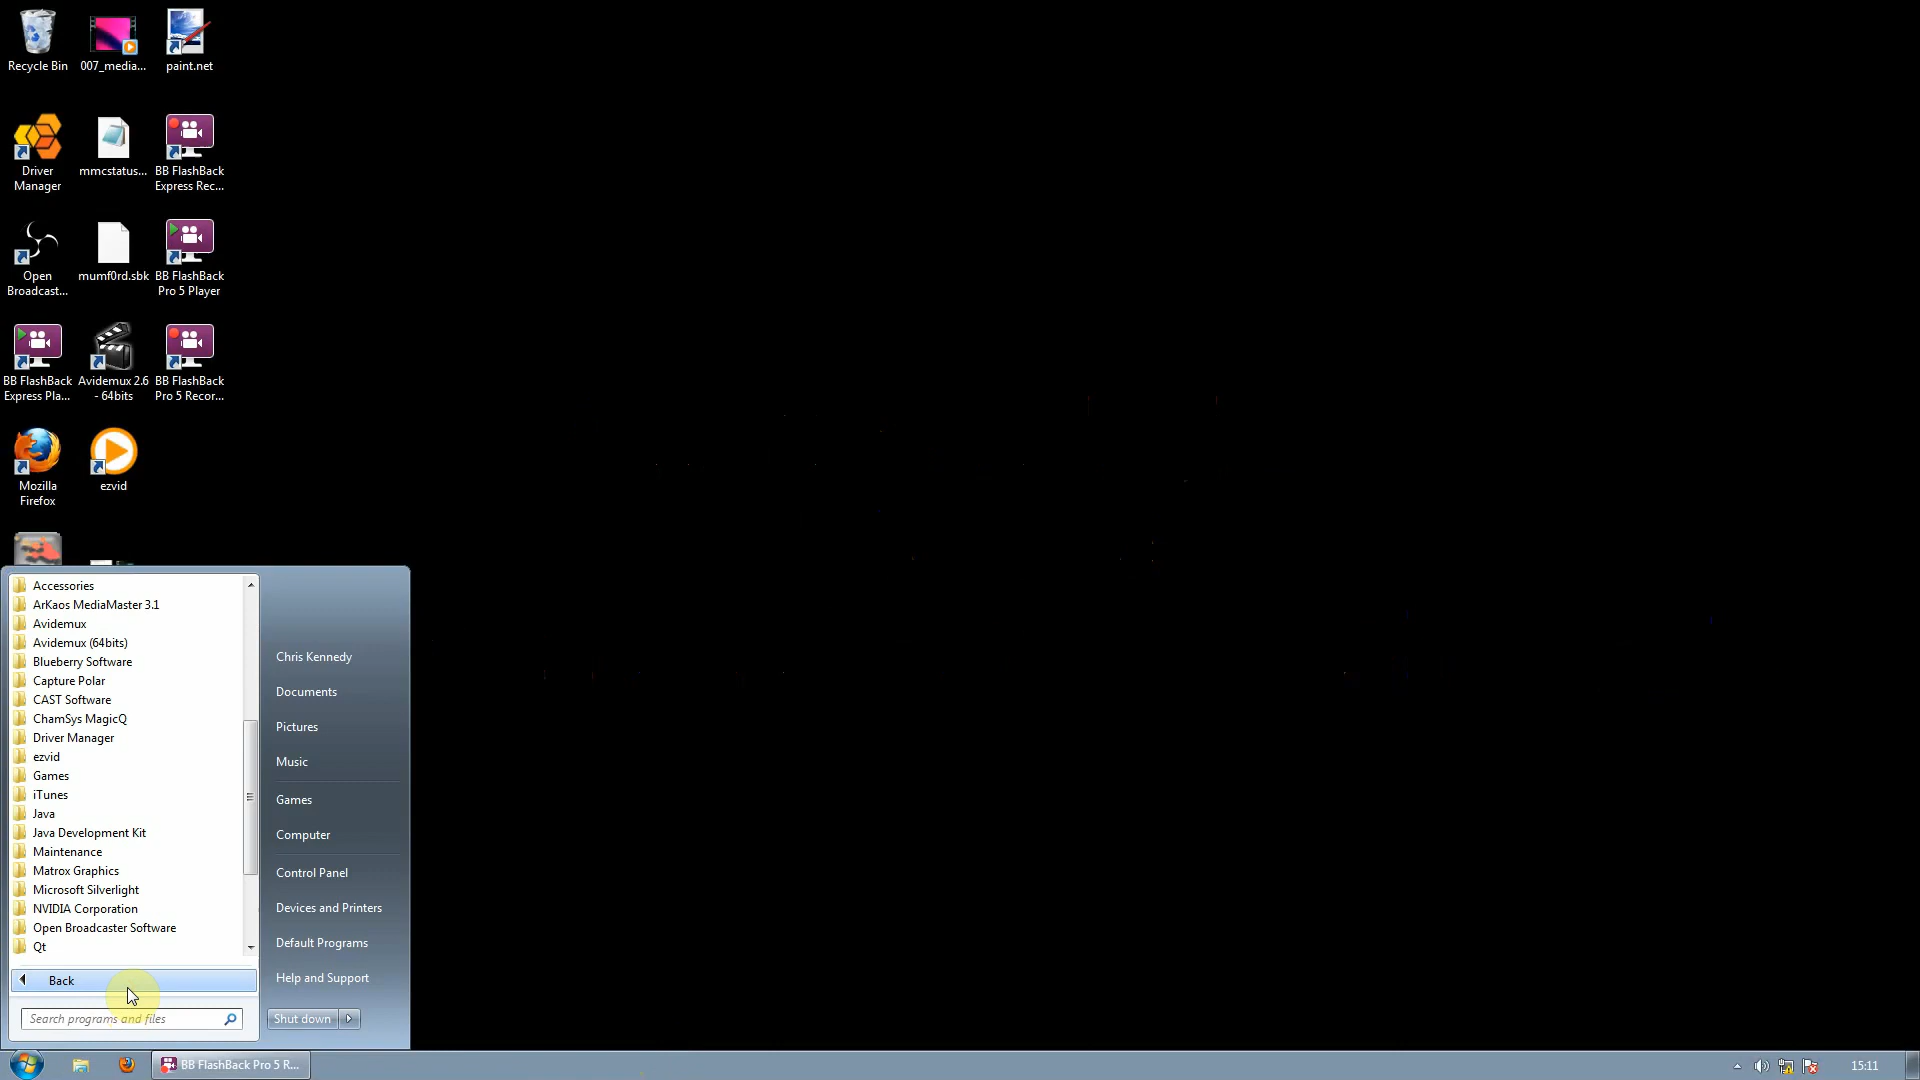 Recycle Bin
007_media...
paint.net
Driver
Manager
mmcstatus...
BB FlashBack
Express Rec...
Open
Broadcast...
mumf0rd.sbk
BB FlashBack
Pro 5 Player
BB FlashBack
Express Pla...
Avidemux 2.6
- 64bits
BB FlashBack
Pro 5 Recor...
Mozilla
Firefox
ezvid
Accessories
ArKaos MediaMaster 3.1
Avidemux
Avidemux (64bits)
Blueberry Software
Capture Polar
CAST Software
ChamSys MagicQ
Driver Manager
ezvid
Games
iTunes
Java
Java Development Kit
Maintenance
Matrox Graphics
Microsoft Silverlight
NVIDIA Corporation
Open Broadcaster Software
Qt
Back
Search programs and files
Chris Kennedy
Documents
Pictures
Music
Games
Computer
Control Panel
Devices and Printers
Default Programs
Help and Support
Shut down
BB FlashBack Pro 5 R...
15:11